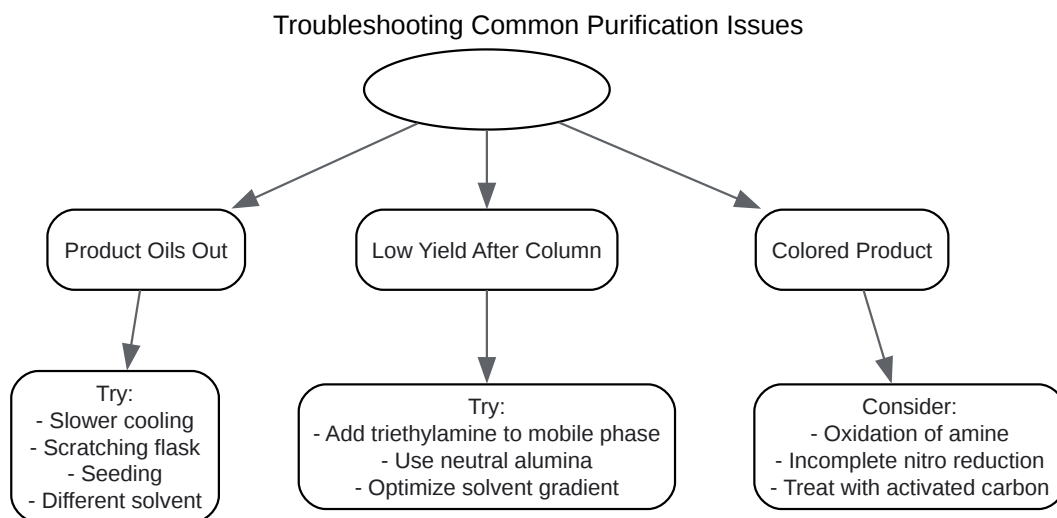 Troubleshooting Common Purification Issues
Product Oils Out
Low Yield After Column
Colored Product
Try:
- Slower cooling
- Scratching flask
- Seeding
- Different solvent
Try:
- Add triethylamine to mobile phase
- Use neutral alumina
- Optimize solvent gradient
Consider:
- Oxidation of amine
- Incomplete nitro reduction
- Treat with activated carbon